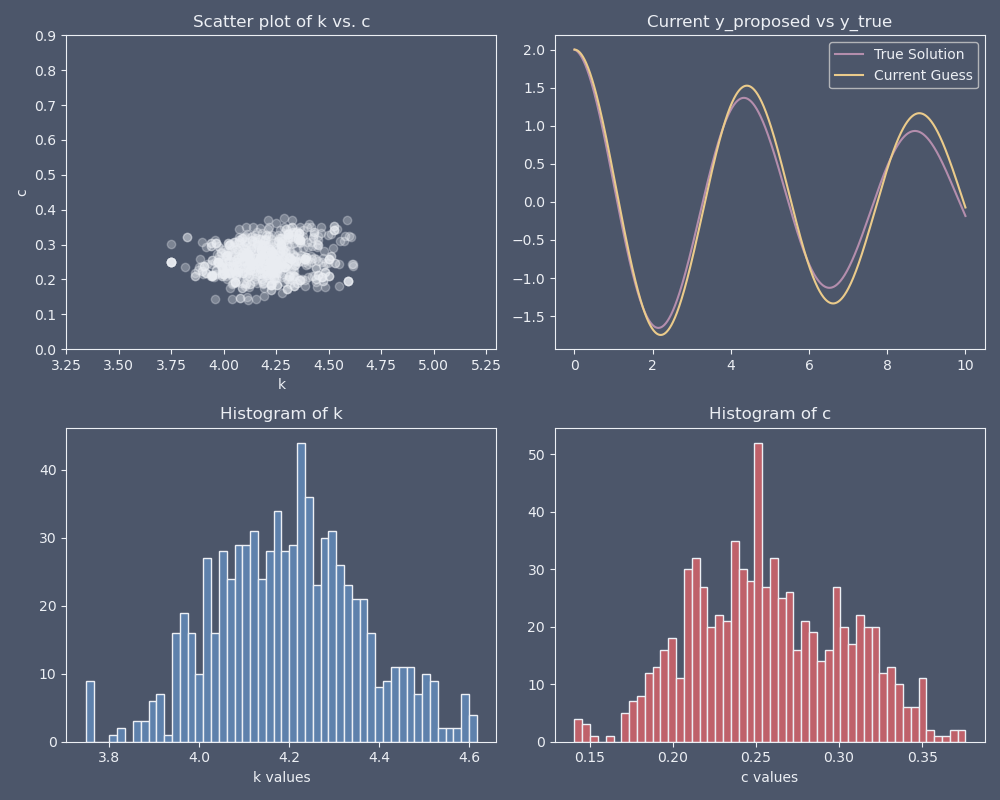 Scatter plot of k vs. c
0.9
0.8
0.7
0.6
0.5
0.4
0.3
0.2
0.1
0.0
c
3.25 3.50 3.75 4.00 4.25 4.50 4.75 5.00 5.25
k
Current y_proposed vs y_true
True Solution
Current Guess
2.0
1.5
1.0
0.5
0.0
−0.5
−1.0
−1.5
0 2 4 6 8 10
Histogram of k
40
30
20
10
0
3.8 4.0 4.2 4.4 4.6
k values
Histogram of c
50
40
30
20
10
0
0.15 0.20 0.25 0.30 0.35
c values